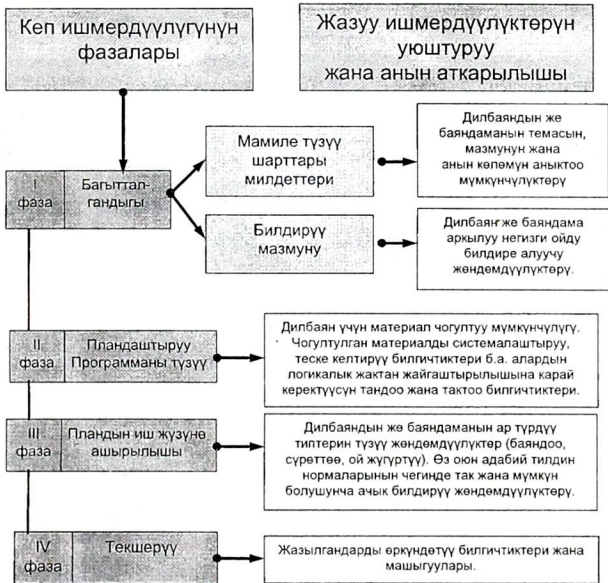 Кеп ишмердүүлүгүнүн
фазалары
Жазуу ишмердүүлүктөрүн
уюштуруу
жана анын аткарылышы
I
фаза
Багыттал-
гандыгы
Мамиле түзүү
шарттары
милдеттери
Дилбаяндын же
баяндаманын темасын,
мазмунун жана
анын көлөмүн аныктоо
мүмкүнчүлүктөрү
Билдирүү
мазмуну
Дилбаян же баяндама
аркылуу негизги ойду
билдире алуучу
жөндөмдүүлүктөрү.
II
фаза
Пландаштыруу
Программаны түзүү
Дилбаян үчүн материал чогултуу мүмкүнчүлүгү.
Чогултулган материалды системалаштыруу,
теске келтирүү билгичтиктери б.а. алардын
логикалык жактан жайгаштырылышына карай
керектүүсүн тандоо жана тактоо билгичтиктери.
III
фаза
Пландын иш жүзүнө
ашырылышы
Дилбаяндын же баяндаманын ар түрдүү
типтерин түзүү жөндөмдүүлүктөр (баяндоо,
сүрөттөө, ой жүгүртүү). Өз оюн адабий тилдин
нормаларынын чегинде так жана мүмкүн
болушунча ачык билдирүү жөндөмдүүлүктөрү.
IV
фаза
Текшерүү
Жазылгандарды өркүндөтүү билгичтиктери жана
машыгуулары.